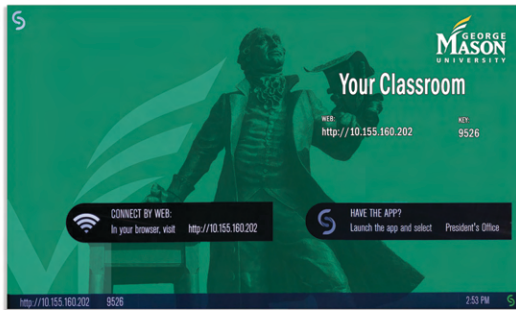 GEORGE
MASON
UNIVERSITY
Your Classroom
WEB: KEY:
http://10.155.160.202 9526
CONNECT BY WEB:
In your browser, visit http://10.155.160.202
HAVE THE APP?
Launch the app and select President's Office
http://10.155.160.202 9526 2:53 PM